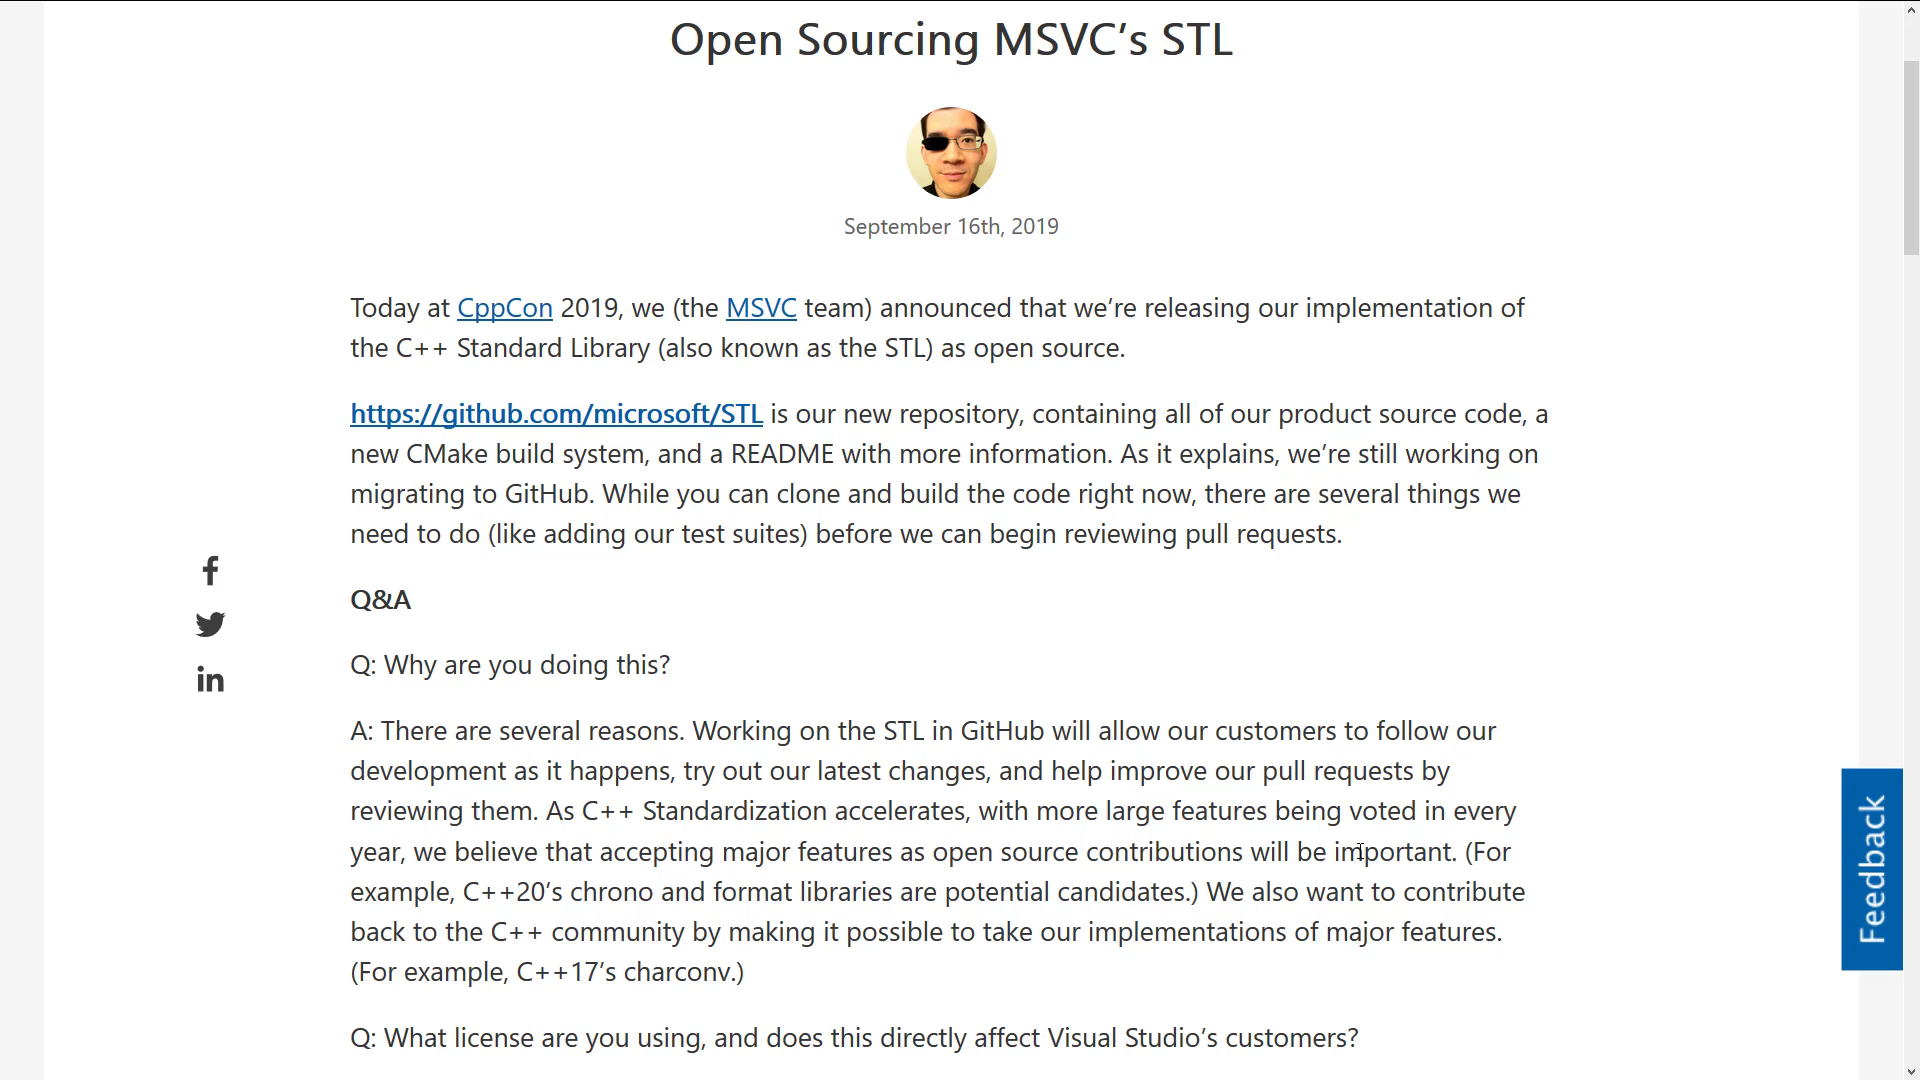 Open Sourcing MSVC’s STL
September 16th, 2019
Today at CppCon 2019, we (the MSVC team) announced that we’re releasing our implementation of
the C++ Standard Library (also known as the STL) as open source.
https://github.com/microsoft/STL is our new repository, containing all of our product source code, a
new CMake build system, and a README with more information. As it explains, we’re still working on
migrating to GitHub. While you can clone and build the code right now, there are several things we
need to do (like adding our test suites) before we can begin reviewing pull requests.
Q&A
Q: Why are you doing this?
A: There are several reasons. Working on the STL in GitHub will allow our customers to follow our
development as it happens, try out our latest changes, and help improve our pull requests by
reviewing them. As C++ Standardization accelerates, with more large features being voted in every
year, we believe that accepting major features as open source contributions will be important. (For
example, C++20’s chrono and format libraries are potential candidates.) We also want to contribute
back to the C++ community by making it possible to take our implementations of major features.
(For example, C++17’s charconv.)
Q: What license are you using, and does this directly affect Visual Studio’s customers?
Feedback